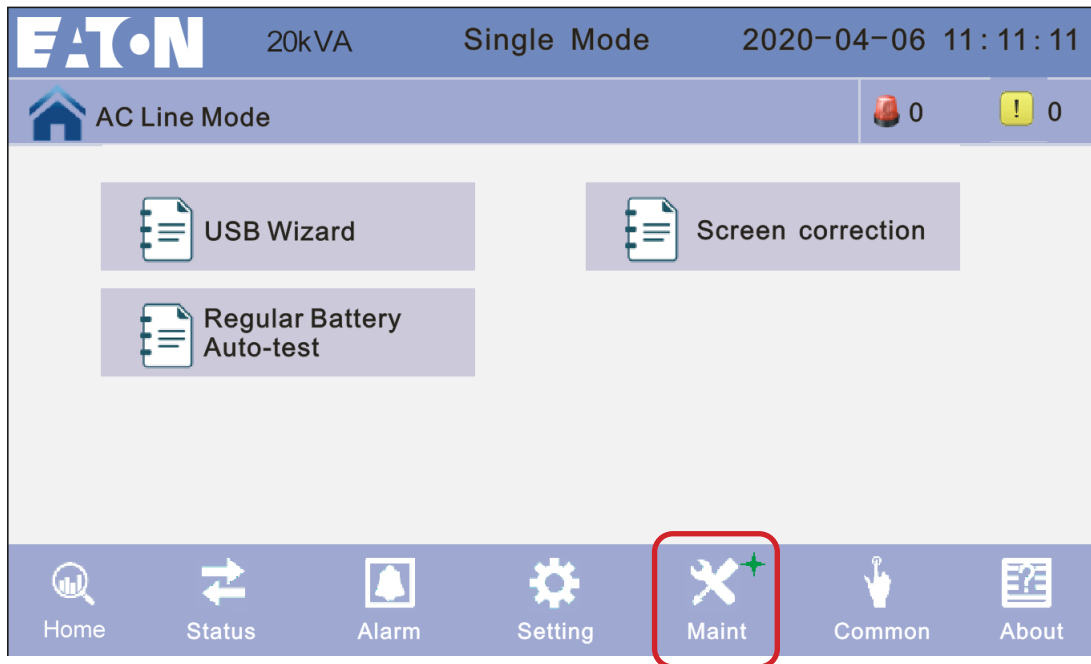 EATON 20kVA Single Mode 2020-04-06 11:11:11
AC Line Mode 0 ! 0
USB Wizard Screen correction
Regular Battery
Auto-test
Home Status Alarm Setting Maint Common About